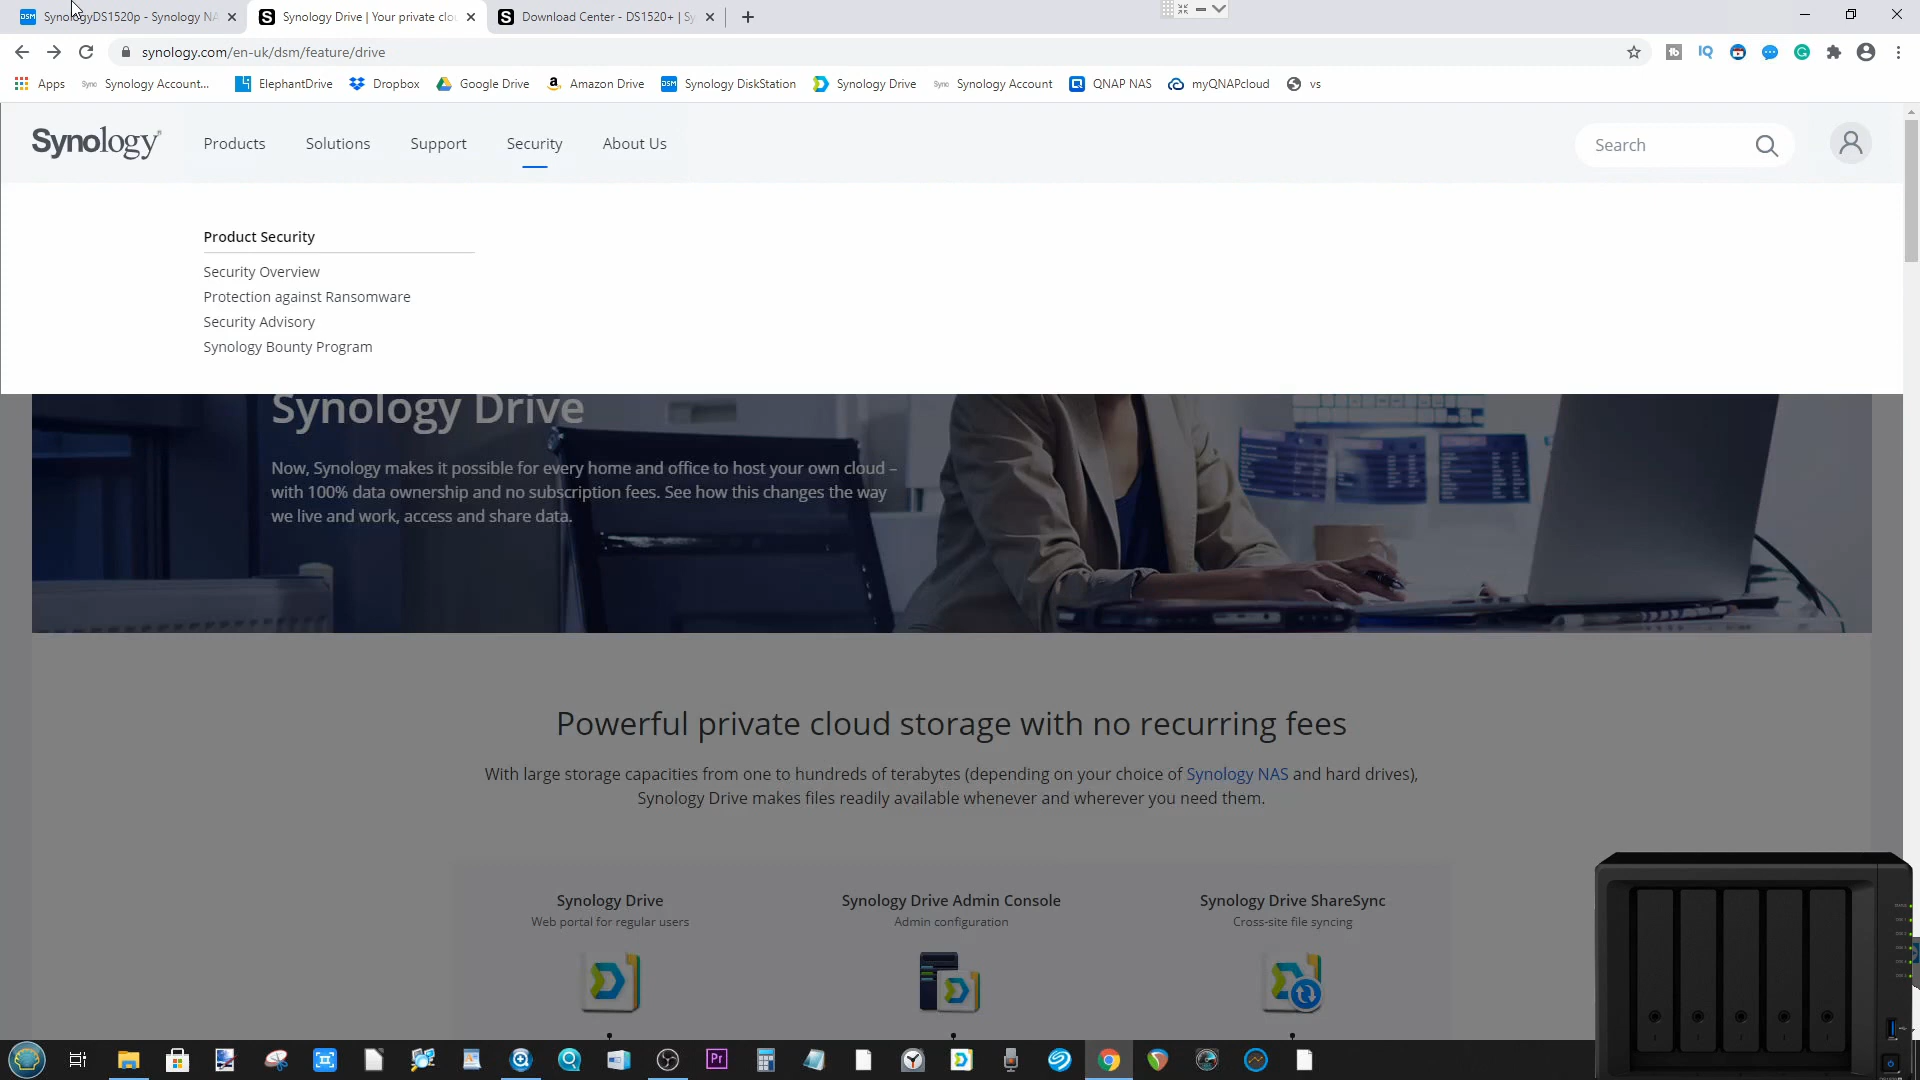 DSM SynologyDS1520p - Synology NA
Synology Drive | Your private clou
Download Center - DS1520+ | Sy
synology.com/en-uk/dsm/feature/drive
Apps
Synology Account...
ElephantDrive
Dropbox
Google Drive
Amazon Drive
Synology DiskStation
Synology Drive
Synology Account
QNAP NAS
myQNAPcloud
vs
Synology
Products
Solutions
Support
Security
About Us
Search
Product Security
Security Overview
Protection against Ransomware
Security Advisory
Synology Bounty Program
Synology Drive
Now, Synology makes it possible for every home and office to host your own cloud –
with 100% data ownership and no subscription fees. See how this changes the way
we live and work, access and share data.
Powerful private cloud storage with no recurring fees
With large storage capacities from one to hundreds of terabytes (depending on your choice of Synology NAS and hard drives),
Synology Drive makes files readily available whenever and wherever you need them.
Synology Drive
Web portal for regular users
Synology Drive Admin Console
Admin configuration
Synology Drive ShareSync
Cross-site file syncing
Pr